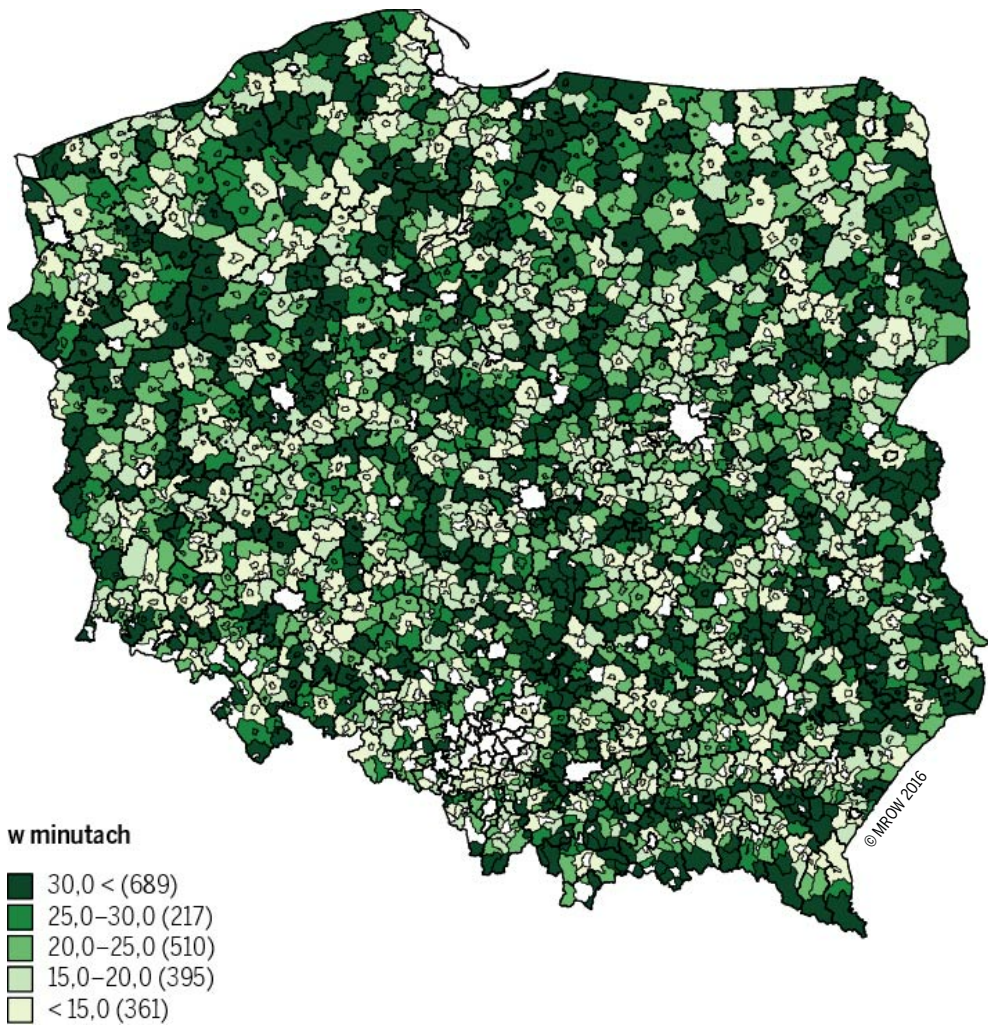 © MROW 2016
w minutach
30,0 < (689)
25,0–30,0 (217)
20,0–25,0 (510)
15,0–20,0 (395)
< 15,0 (361)